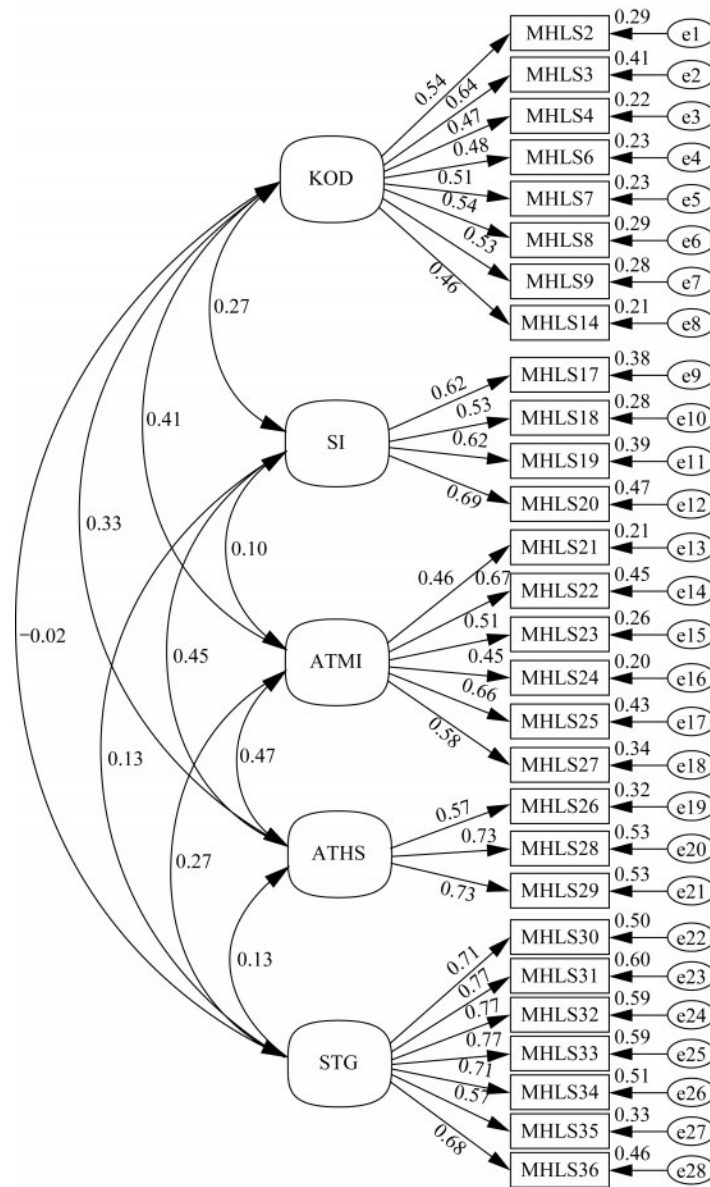 0.29
MHLS2
e1
0.54
0.41
MHLS3
e2
0.64
0.22
MHLS4
e3
0.47
0.23
MHLS6
e4
0.48
KOD
0.23
MHLS7
e5
0.51
0.29
MHLS8
e6
0.54
0.28
MHLS9
e7
0.53
0.21
MHLS14
e8
0.46
0.27
0.38
MHLS17
e9
0.62
0.28
MHLS18
e10
0.53
0.41
SI
0.39
MHLS19
e11
0.62
0.47
MHLS20
e12
0.69
0.33
0.10
0.21
MHLS21
e13
0.46
0.45
MHLS22
e14
0.67
0.26
MHLS23
e15
0.51
−0.02
0.45
ATMI
0.20
MHLS24
e16
0.45
0.43
MHLS25
e17
0.66
0.34
MHLS27
e18
0.58
0.13
0.47
0.32
MHLS26
e19
0.57
0.27
ATHS
0.53
MHLS28
e20
0.73
0.53
MHLS29
e21
0.73
0.50
MHLS30
e22
0.71
0.13
0.60
MHLS31
e23
0.77
0.59
MHLS32
e24
0.77
STG
0.59
MHLS33
e25
0.77
0.51
MHLS34
e26
0.71
0.33
MHLS35
e27
0.57
0.46
MHLS36
e28
0.68